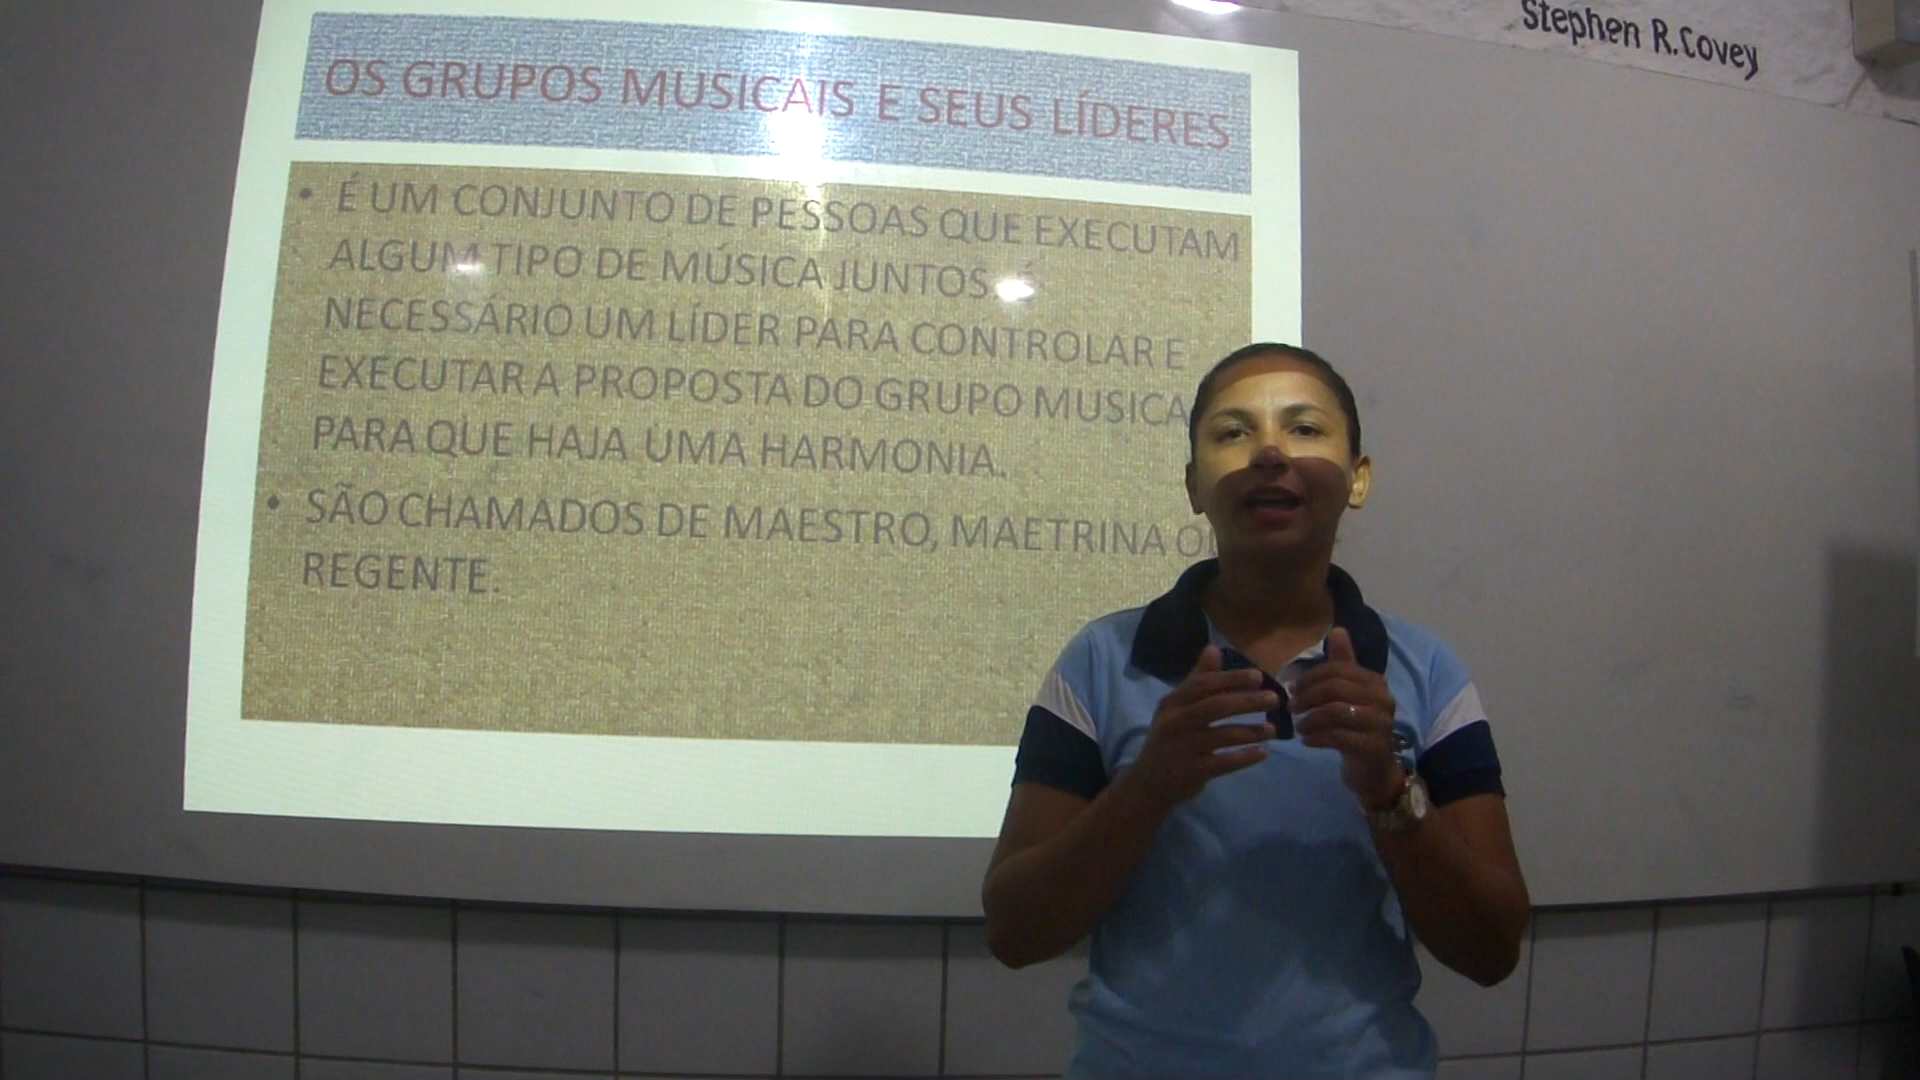 Stephen R.Covey
OS GRUPOS MUSICAIS E SEUS LÍDERES
• É UM CONJUNTO DE PESSOAS QUE EXECUTAM
ALGUM TIPO DE MÚSICA JUNTOS É
NECESSÁRIO UM LÍDER PARA CONTROLAR E
EXECUTAR A PROPOSTA DO GRUPO MUSICA
PARA QUE HAJA UMA HARMONIA.
• SÃO CHAMADOS DE MAESTRO, MAETRINA O
REGENTE.